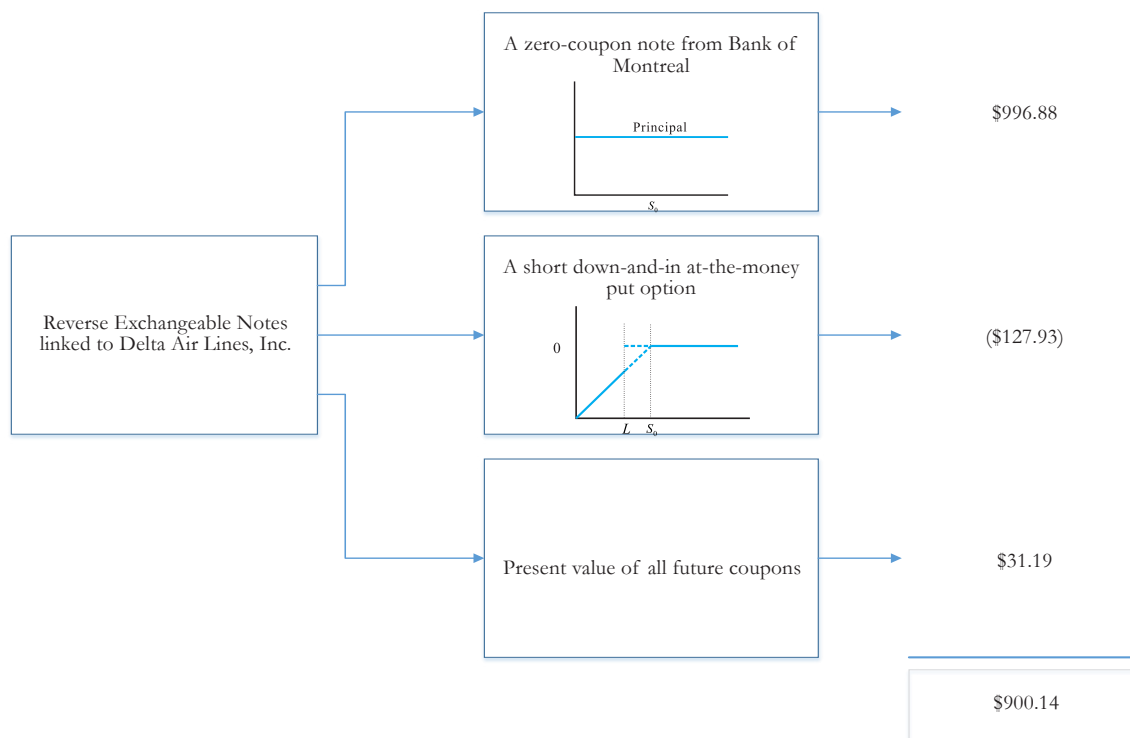 A zero-coupon note from Bank of
Montreal
Principal
S₀
$996.88
Reverse Exchangeable Notes
linked to Delta Air Lines, Inc.
A short down-and-in at-the-money
put option
0
L S₀
($127.93)
Present value of all future coupons
$31.19
$900.14